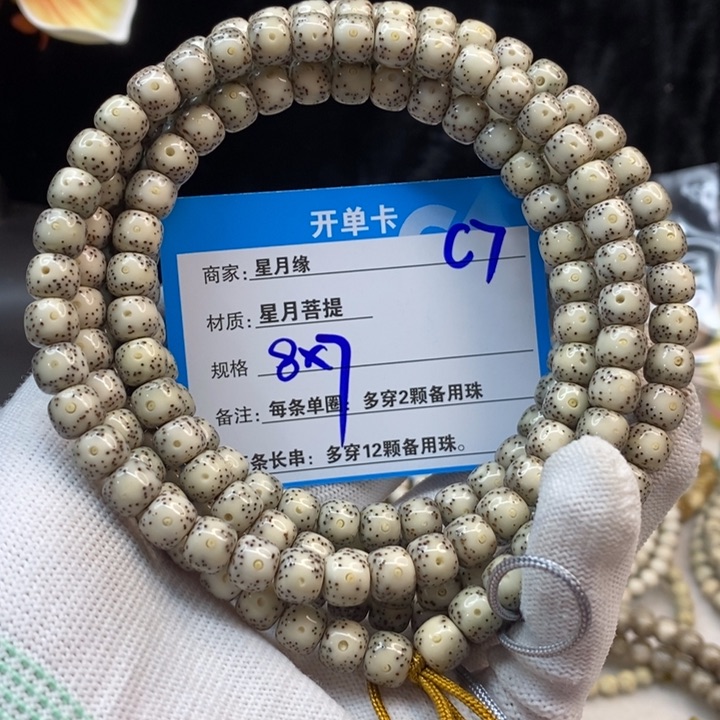 开单卡
C7
商家：星月缘
材质：星月菩提
规格 8×7
备注：每条单圈：多穿2颗备用珠
条长串：多穿12颗备用珠。